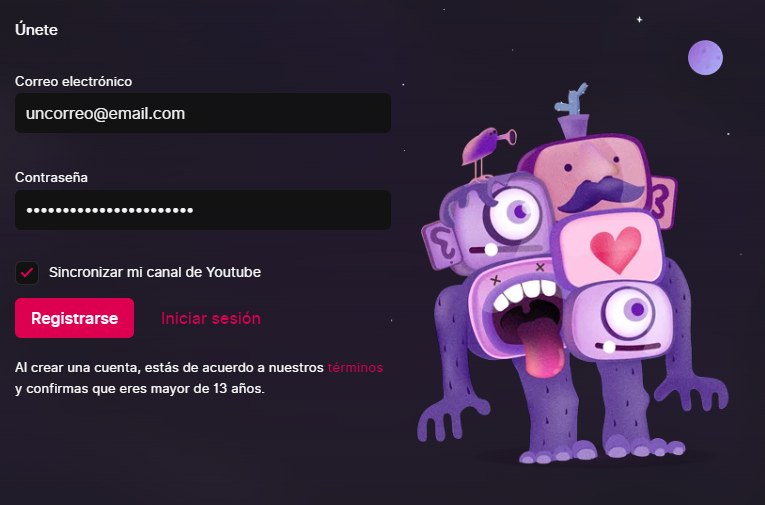 Únete
Correo electrónico
uncorreo@email.com
Contraseña
•••••••••••••••••••••••
Sincronizar mi canal de Youtube
Registrarse
Iniciar sesión
Al crear una cuenta, estás de acuerdo a nuestros términos
y confirmas que eres mayor de 13 años.